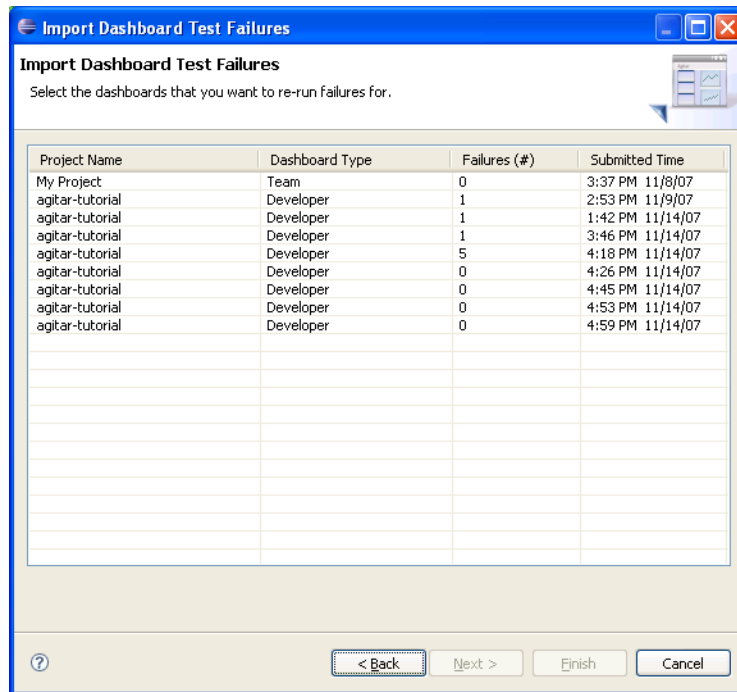 Import Dashboard Test Failures
Import Dashboard Test Failures
Select the dashboards that you want to re-run failures for.
Project Name Dashboard Type Failures (#) Submitted Time
My Project Team 0 3:37 PM 11/8/07
agitar-tutorial Developer 1 2:53 PM 11/9/07
agitar-tutorial Developer 1 1:42 PM 11/14/07
agitar-tutorial Developer 1 3:46 PM 11/14/07
agitar-tutorial Developer 5 4:18 PM 11/14/07
agitar-tutorial Developer 0 4:26 PM 11/14/07
agitar-tutorial Developer 0 4:45 PM 11/14/07
agitar-tutorial Developer 0 4:53 PM 11/14/07
agitar-tutorial Developer 0 4:59 PM 11/14/07
? < Back Next > Finish Cancel